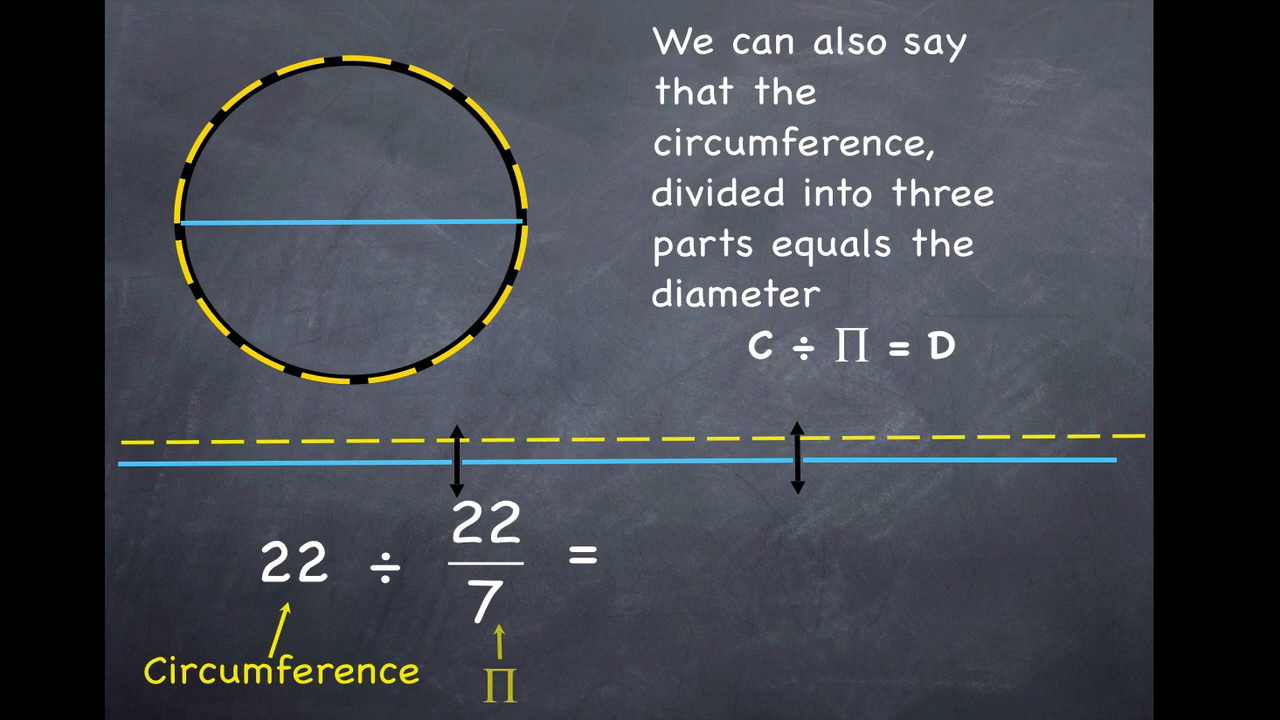 We can also say
that the
circumference,
divided into three
parts equals the
diameter
C ÷ Π = D
22 ÷ 22/7 =
Circumference
Π